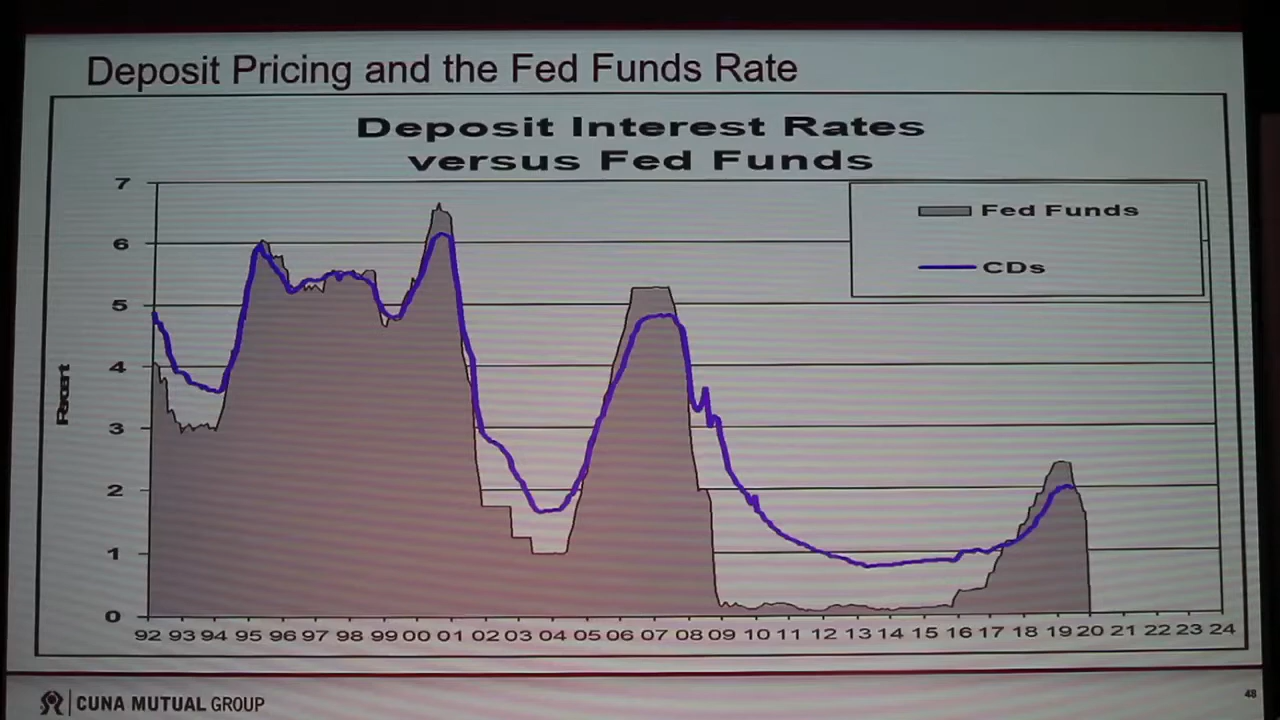 Deposit Pricing and the Fed Funds Rate
Deposit Interest Rates
versus Fed Funds
7
6
5
4
3
2
1
0
Percent
Fed Funds
CDs
92 93 94 95 96 97 98 99 00 01 02 03 04 05 06 07 08 09 10 11 12 13 14 15 16 17 18 19 20 21 22 23 24
CUNA MUTUAL GROUP
48